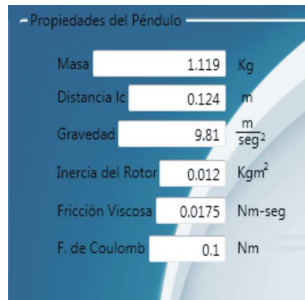 Propiedades del Péndulo
Masa 1.119 Kg
Distancia lc 0.124 m
Gravedad 9.81 m/seg²
Inercia del Rotor 0.012 Kgm²
Fricción Viscosa 0.0175 Nm-seg
F. de Coulomb 0.1 Nm